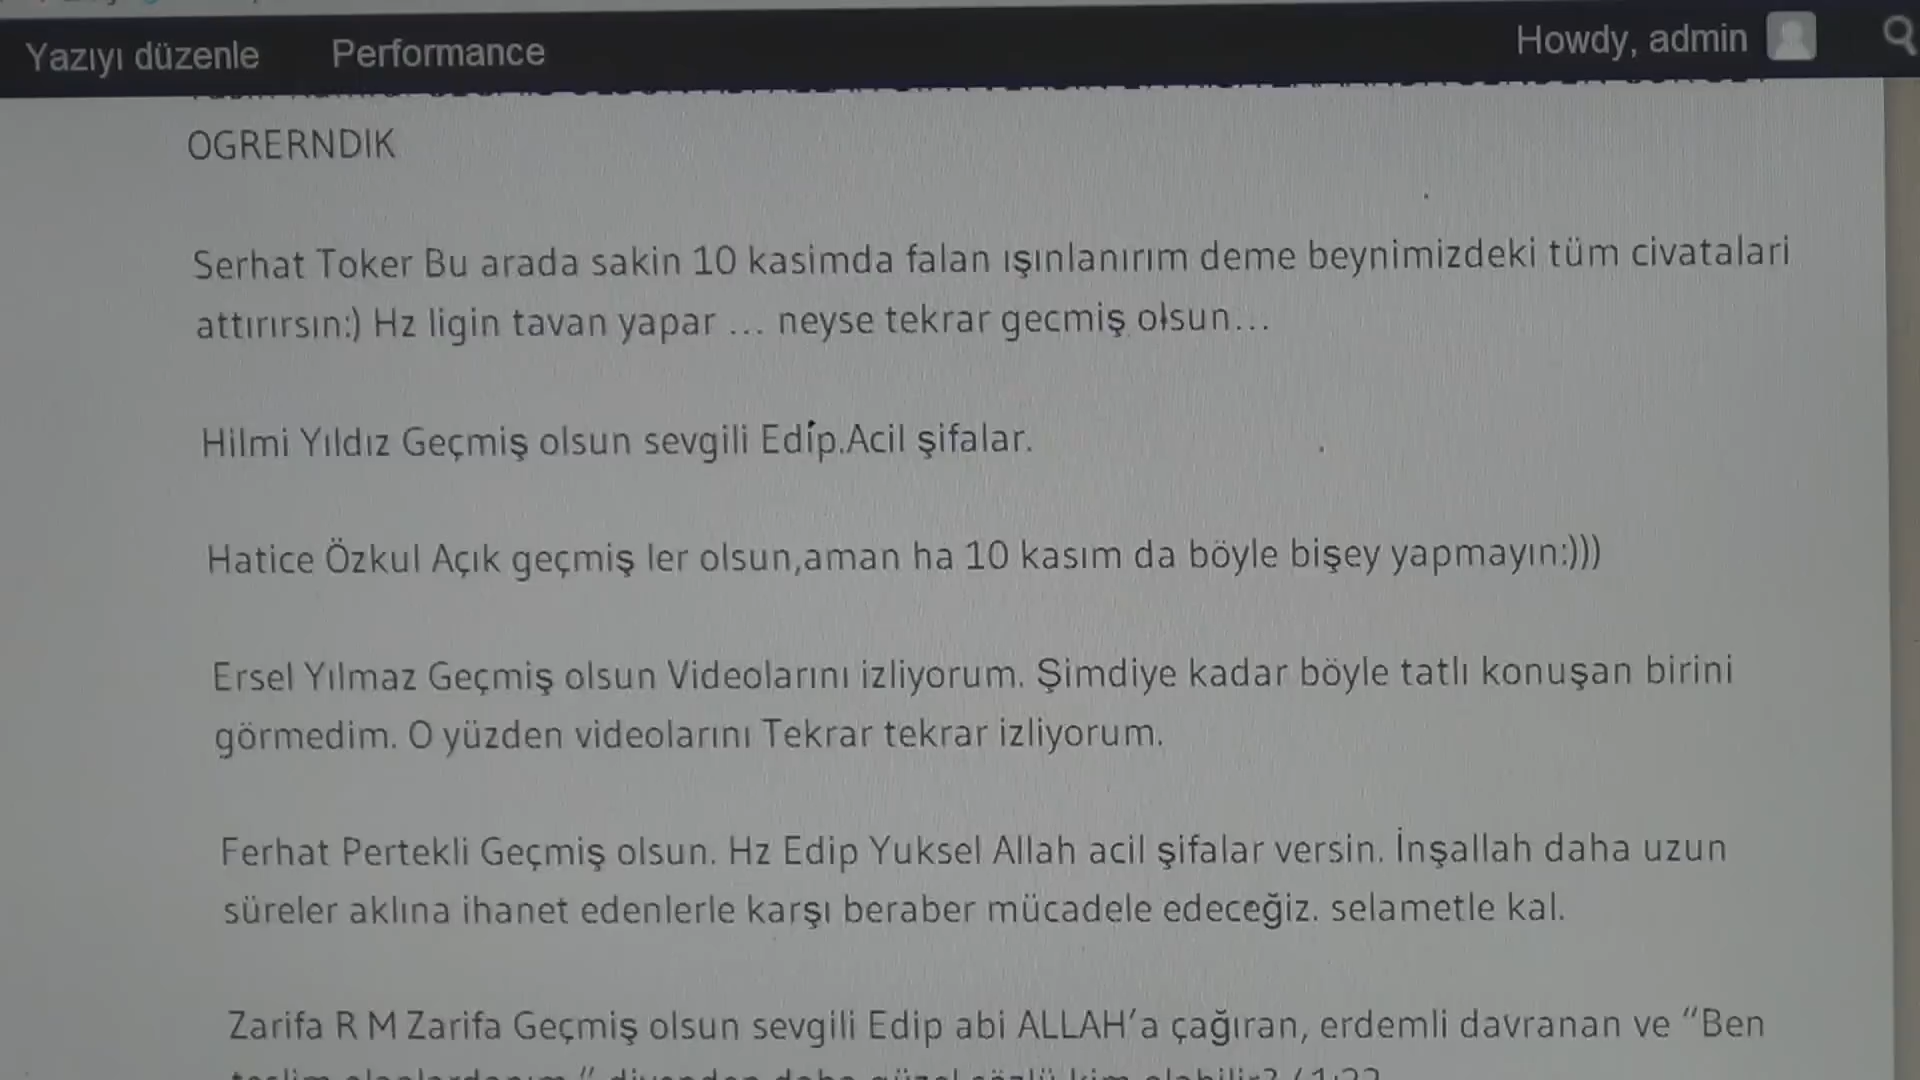 Yazıyı düzenle Performance Howdy, admin
OGRERNDIK
Serhat Toker Bu arada sakin 10 kasimda falan ışınlanırım deme beynimizdeki tüm civatalari
attırırsın:) Hz ligin tavan yapar ... neyse tekrar gecmiş olsun...
Hilmi Yıldız Geçmiş olsun sevgili Edip.Acil şifalar.
Hatice Özkul Açık geçmiş ler olsun,aman ha 10 kasım da böyle bişey yapmayın:)))
Ersel Yılmaz Geçmiş olsun Videolarını izliyorum. Şimdiye kadar böyle tatlı konuşan birini
görmedim. O yüzden videolarını Tekrar tekrar izliyorum.
Ferhat Pertekli Geçmiş olsun. Hz Edip Yuksel Allah acil şifalar versin. İnşallah daha uzun
süreler aklına ihanet edenlerle karşı beraber mücadele edeceğiz. selametle kal.
Zarifa R M Zarifa Geçmiş olsun sevgili Edip abi ALLAH’a çağıran, erdemli davranan ve “Ben